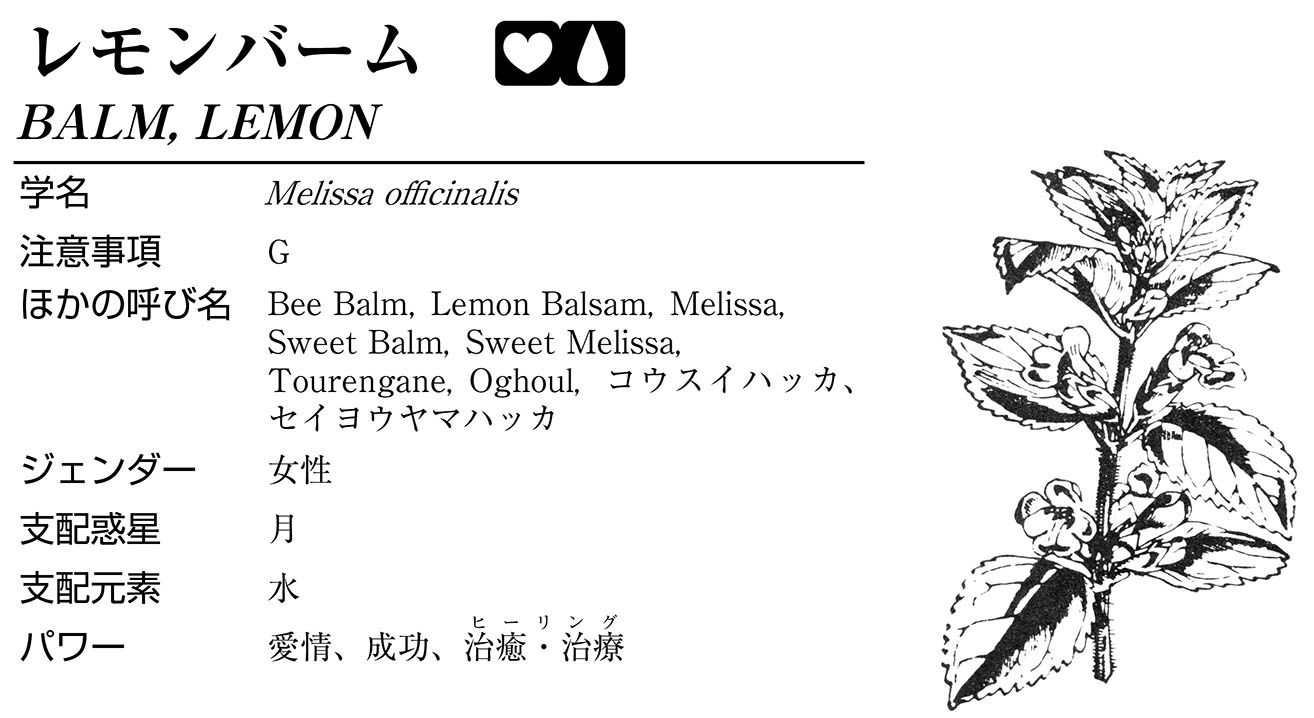 レモンバーム
BALM, LEMON
学名 Melissa officinalis
注意事項 G
ほかの呼び名 Bee Balm, Lemon Balsam, Melissa,
Sweet Balm, Sweet Melissa,
Tourengane, Oghoul, コウスイハッカ、
セイヨウヤマハッカ
ジェンダー 女性
支配惑星 月
支配元素 水
ヒーリング
パワー 愛情、成功、治癒・治療